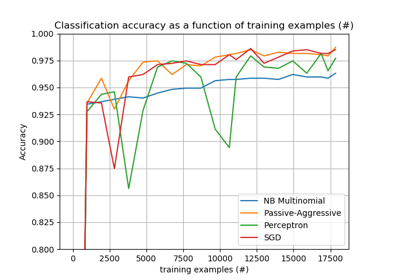 Classification accuracy as a function of training examples (#)
1.000
0.975
0.950
0.925
0.900
0.875
0.850
0.825
0.800
Accuracy
NB Multinomial
Passive-Aggressive
Perceptron
SGD
0 2500 5000 7500 10000 12500 15000 17500
training examples (#)